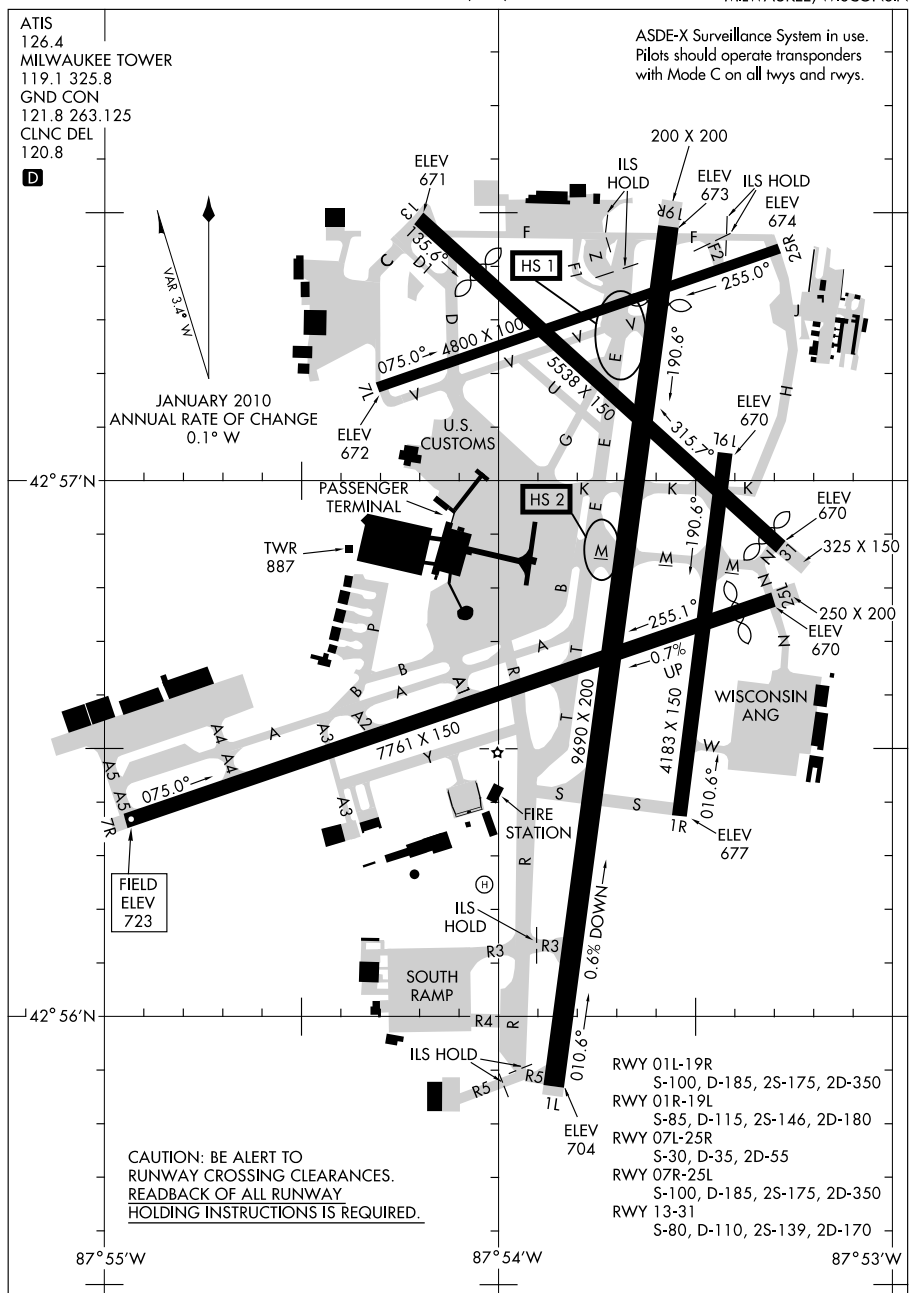 ATIS
126.4
MILWAUKEE TOWER
119.1 325.8
GND CON
121.8 263.125
CLNC DEL
120.8
D
ASDE-X Surveillance System in use.
Pilots should operate transponders
with Mode C on all twys and rwys.
VAR 3.4° W
JANUARY 2010
ANNUAL RATE OF CHANGE
0.1° W
ELEV
671
13
135.6°
C
D1
D
F
ILS
HOLD
F1
Z
HS 1
200 X 200
19R
ELEV
673
F
F2
ILS HOLD
ELEV
674
25R
255.0°
J
H
075.0°
4800 X 100
7L
ELEV
672
V
V
V
V
E
U
G
E
5538 X 150
190.6°
315.7°
U.S.
CUSTOMS
ELEV
670
19L
42°57'N
PASSENGER
TERMINAL
TWR
887
HS 2
K
K
K
E
M
M
M
190.6°
ELEV
670
31
325 X 150
N
N
25L
250 X 200
ELEV
670
N
255.1°
0.7%
UP
B
T
T
A
R
P
B
B
A
A1
A2
A3
A
A4
A4
A5
A5
7R
075.0°
7761 X 150
Y
A3
9690 X 200
4183 X 150
WISCONSIN
ANG
W
010.6°
1R
ELEV
677
S
S
FIRE
STATION
R
H
FIELD
ELEV
723
ILS
HOLD
R3
R3
0.6% DOWN
SOUTH
RAMP
42°56'N
R4
R
010.6°
ILS HOLD
R5
R5
1L
ELEV
704
RWY 01L-19R
S-100, D-185, 2S-175, 2D-350
RWY 01R-19L
S-85, D-115, 2S-146, 2D-180
RWY 07L-25R
S-30, D-35, 2D-55
RWY 07R-25L
S-100, D-185, 2S-175, 2D-350
RWY 13-31
S-80, D-110, 2S-139, 2D-170
CAUTION: BE ALERT TO
RUNWAY CROSSING CLEARANCES.
READBACK OF ALL RUNWAY
HOLDING INSTRUCTIONS IS REQUIRED.
87°55'W
87°54'W
87°53'W